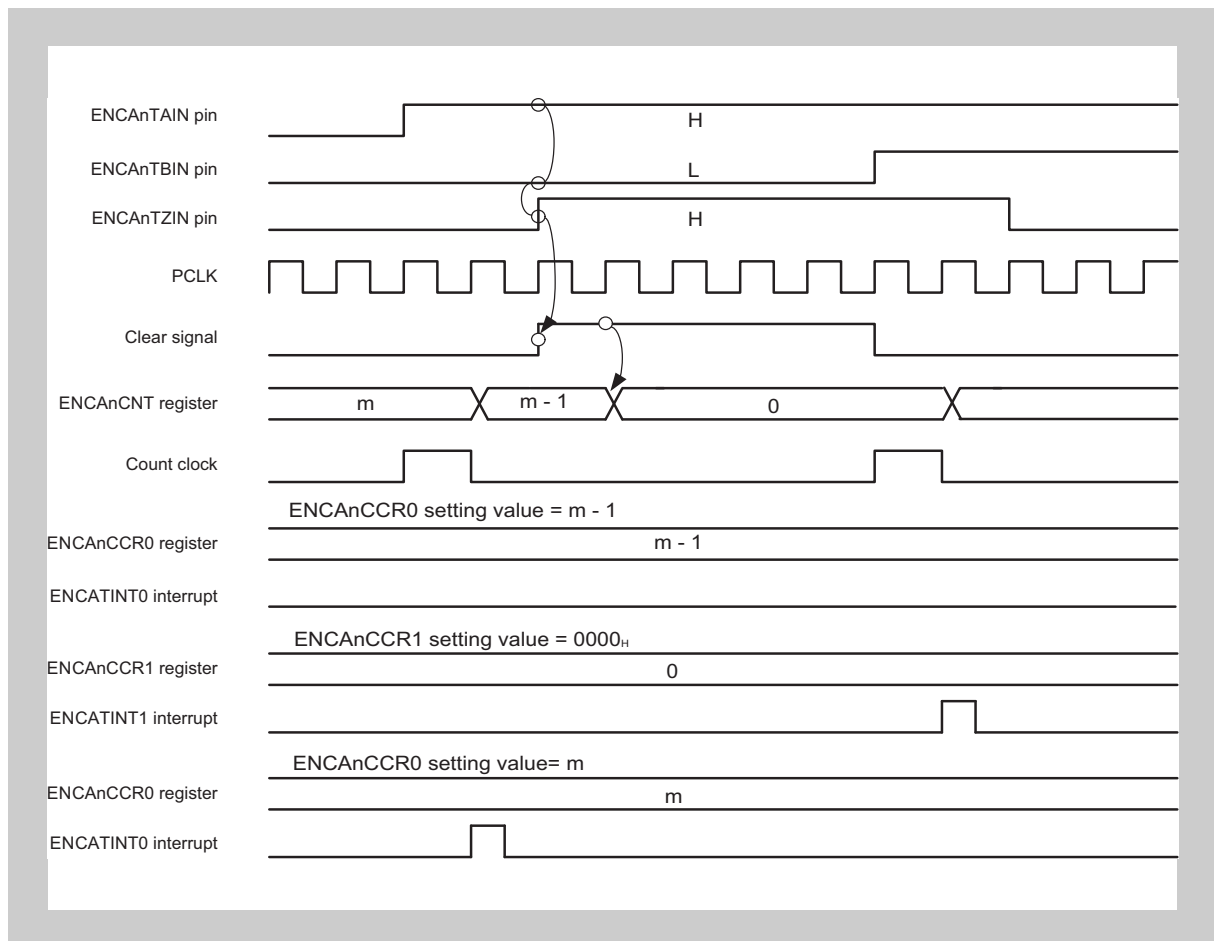 ENCAnTAIN pin
H
ENCAnTBIN pin
L
ENCAnTZIN pin
H
PCLK
Clear signal
ENCAnCNT register
m
m - 1
0
Count clock
ENCAnCCR0 setting value = m - 1
ENCAnCCR0 register
m - 1
ENCATINT0 interrupt
ENCAnCCR1 setting value = 0000H
ENCAnCCR1 register
0
ENCATINT1 interrupt
ENCAnCCR0 setting value= m
ENCAnCCR0 register
m
ENCATINT0 interrupt